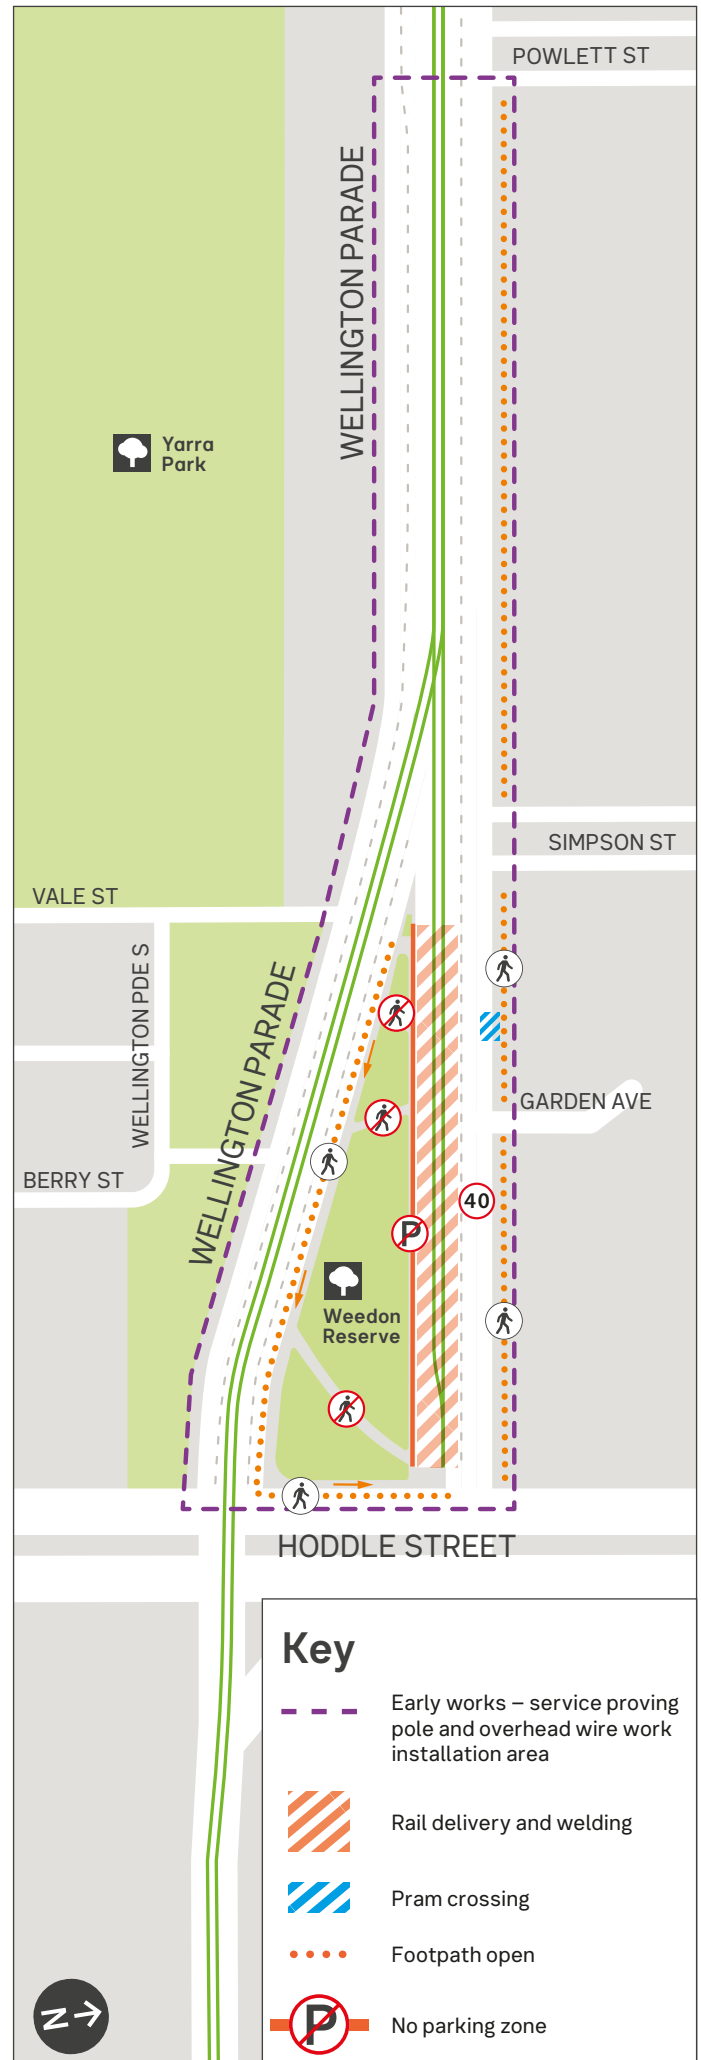 POWLETT ST
WELLINGTON PARADE
Yarra
Park
SIMPSON ST
VALE ST
WELLINGTON PDE S
WELLINGTON PARADE
GARDEN AVE
BERRY ST
40
P
Weedon
Reserve
HODDLE STREET
Key
Early works – service proving
pole and overhead wire work
installation area
Rail delivery and welding
Pram crossing
Footpath open
P
No parking zone
N